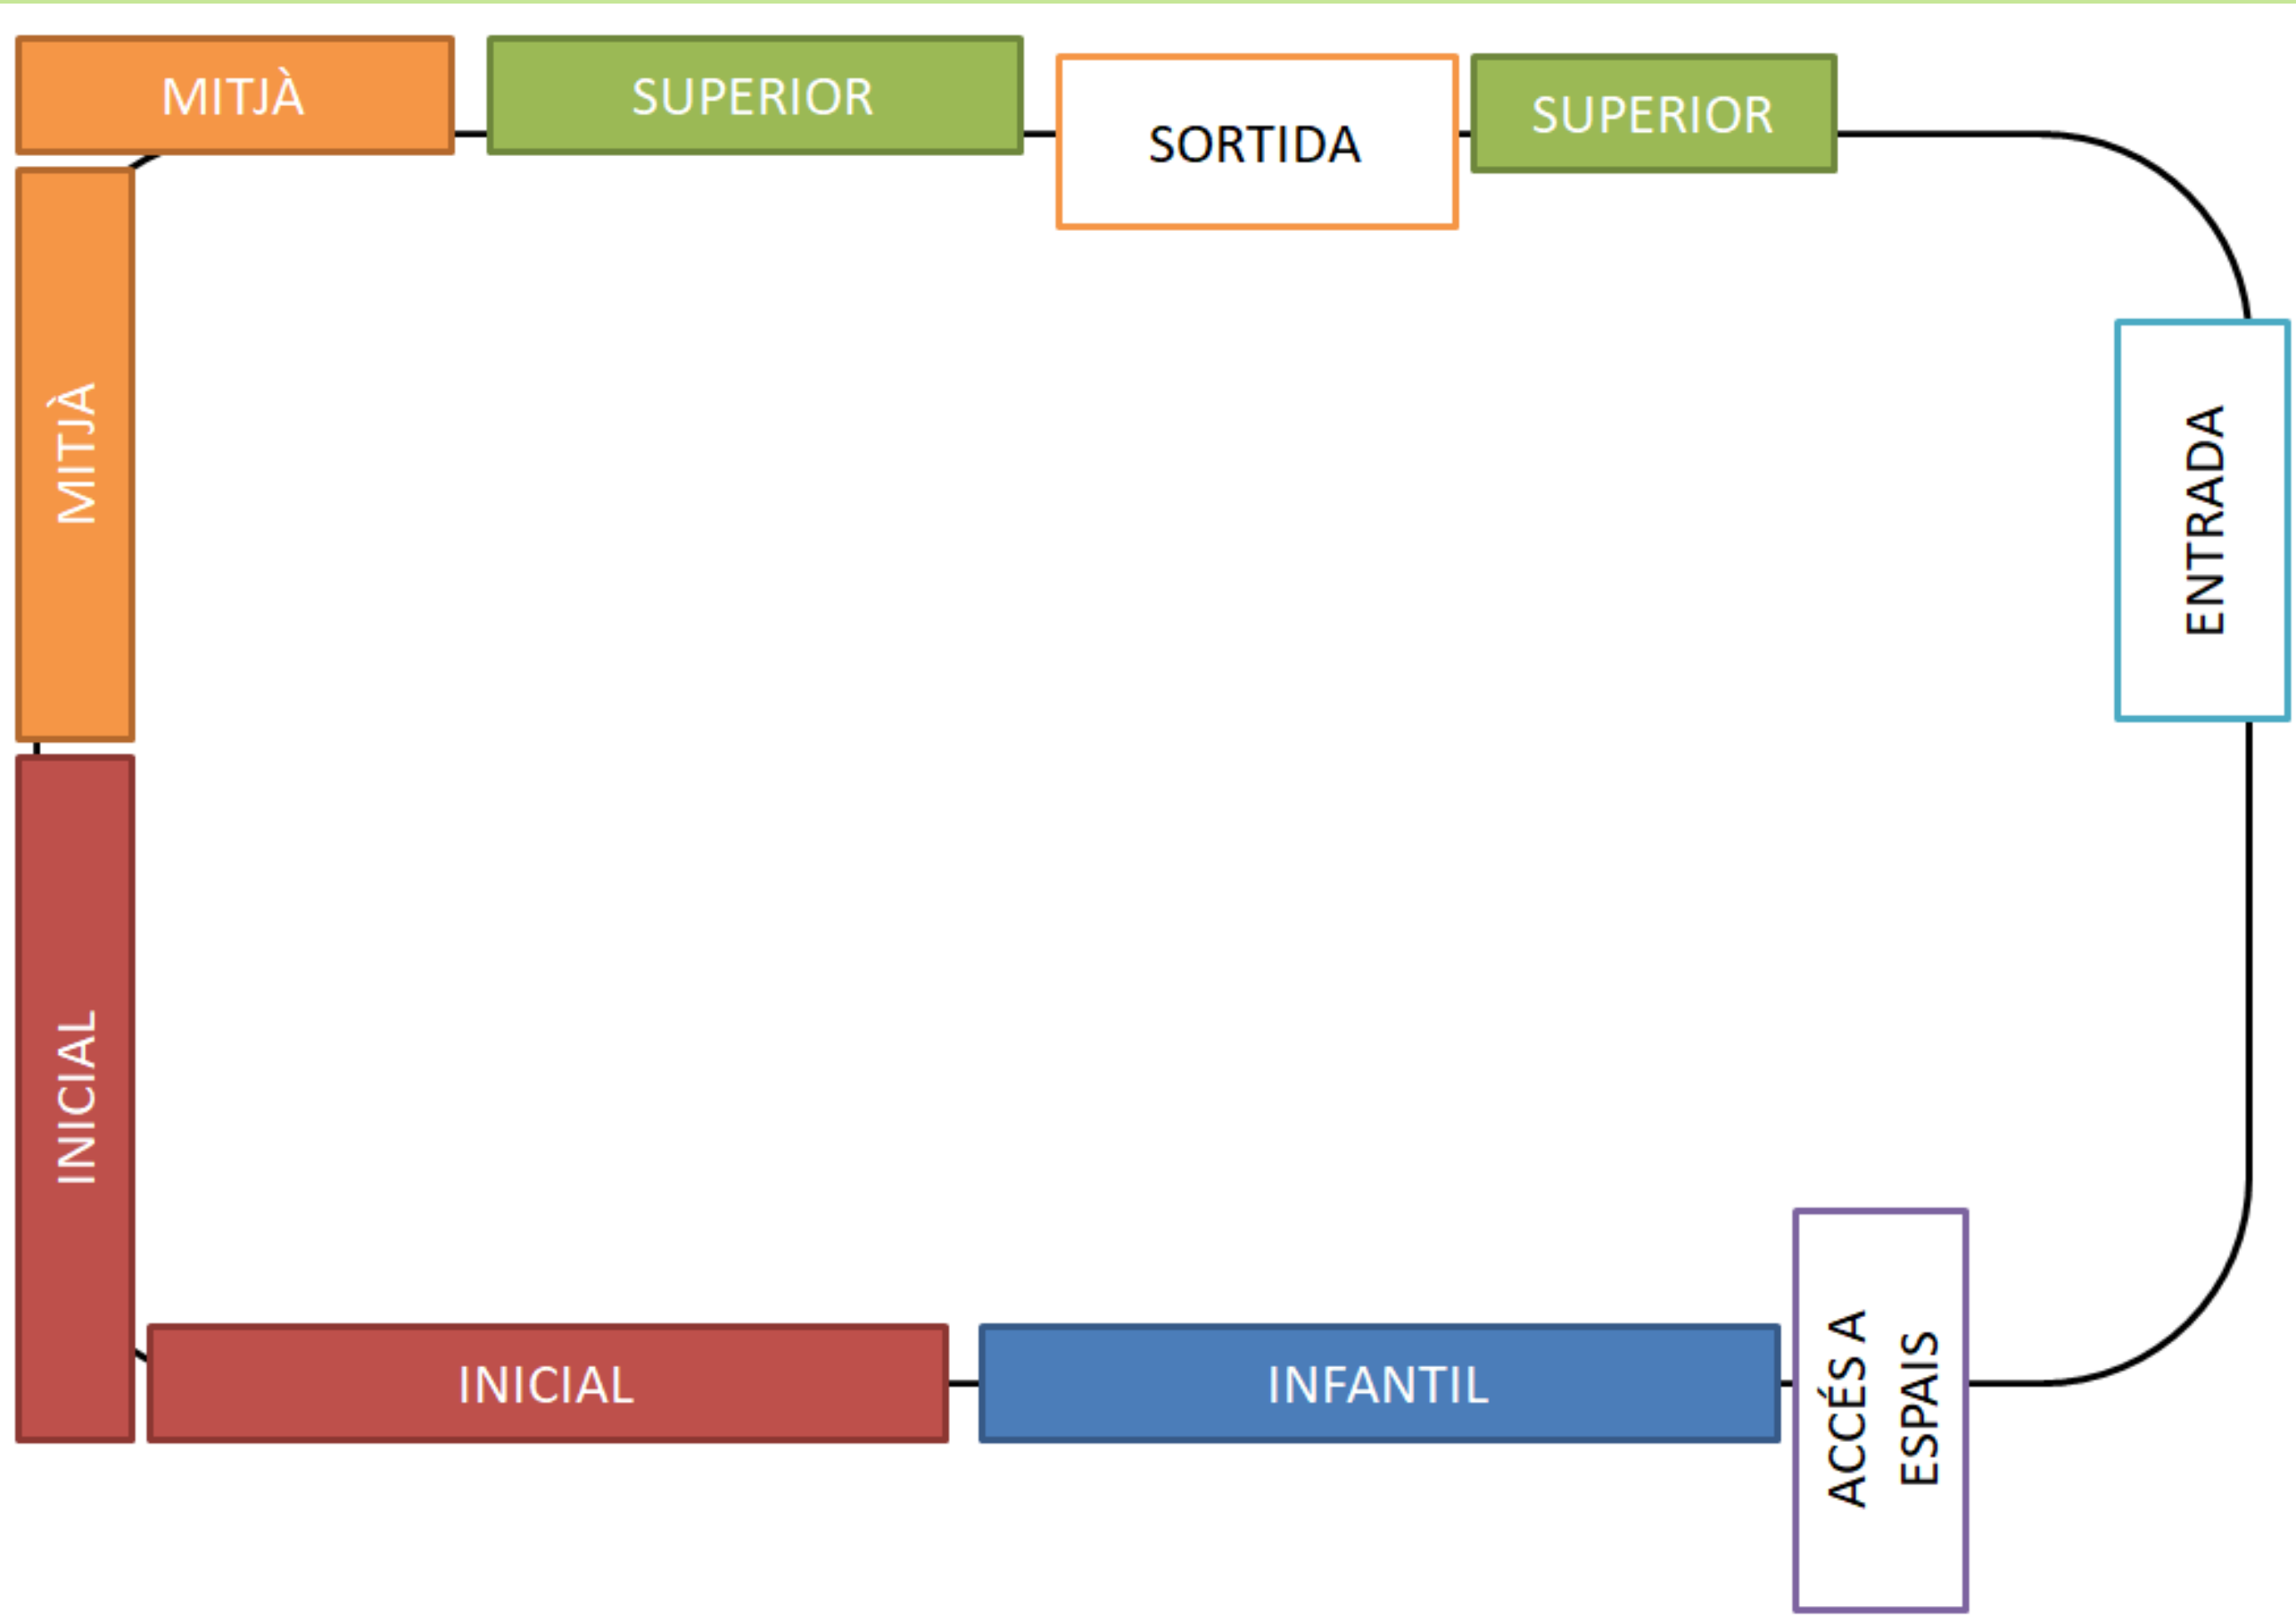 MITJÀ
SUPERIOR
SORTIDA
SUPERIOR
MITJÀ
ENTRADA
INICIAL
INICIAL
INFANTIL
ACCÉS A
ESPAIS